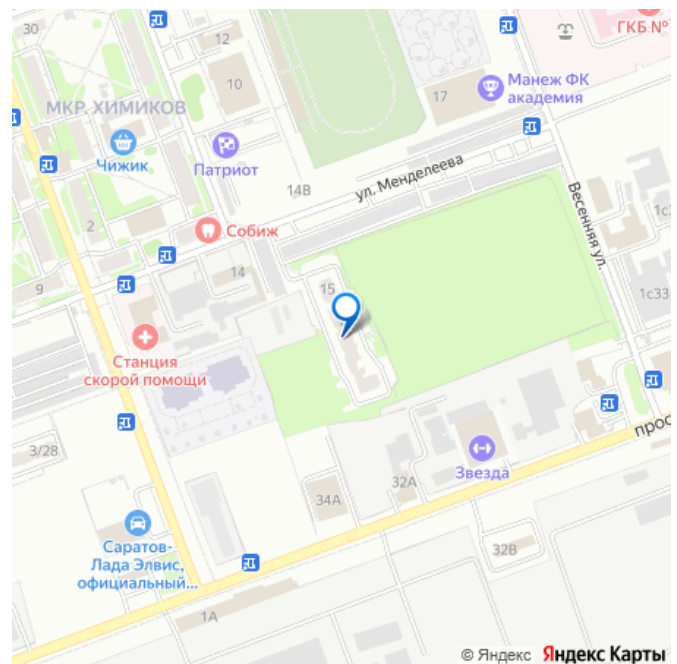 30
12
ГКБ №
10
17
Манеж ФК
академия
МКР. ХИМИКОВ
Чижик
Патриот
14В
ул. Менделеева
Весенняя ул.
1с
2
Собиж
14
15
9
1с33
Станция
скорой помощи
3/28
Звезда
прос
32А
34А
Саратов-
Лада Элвис,
официальный...
32В
1А
© Яндекс Яндекс Карты